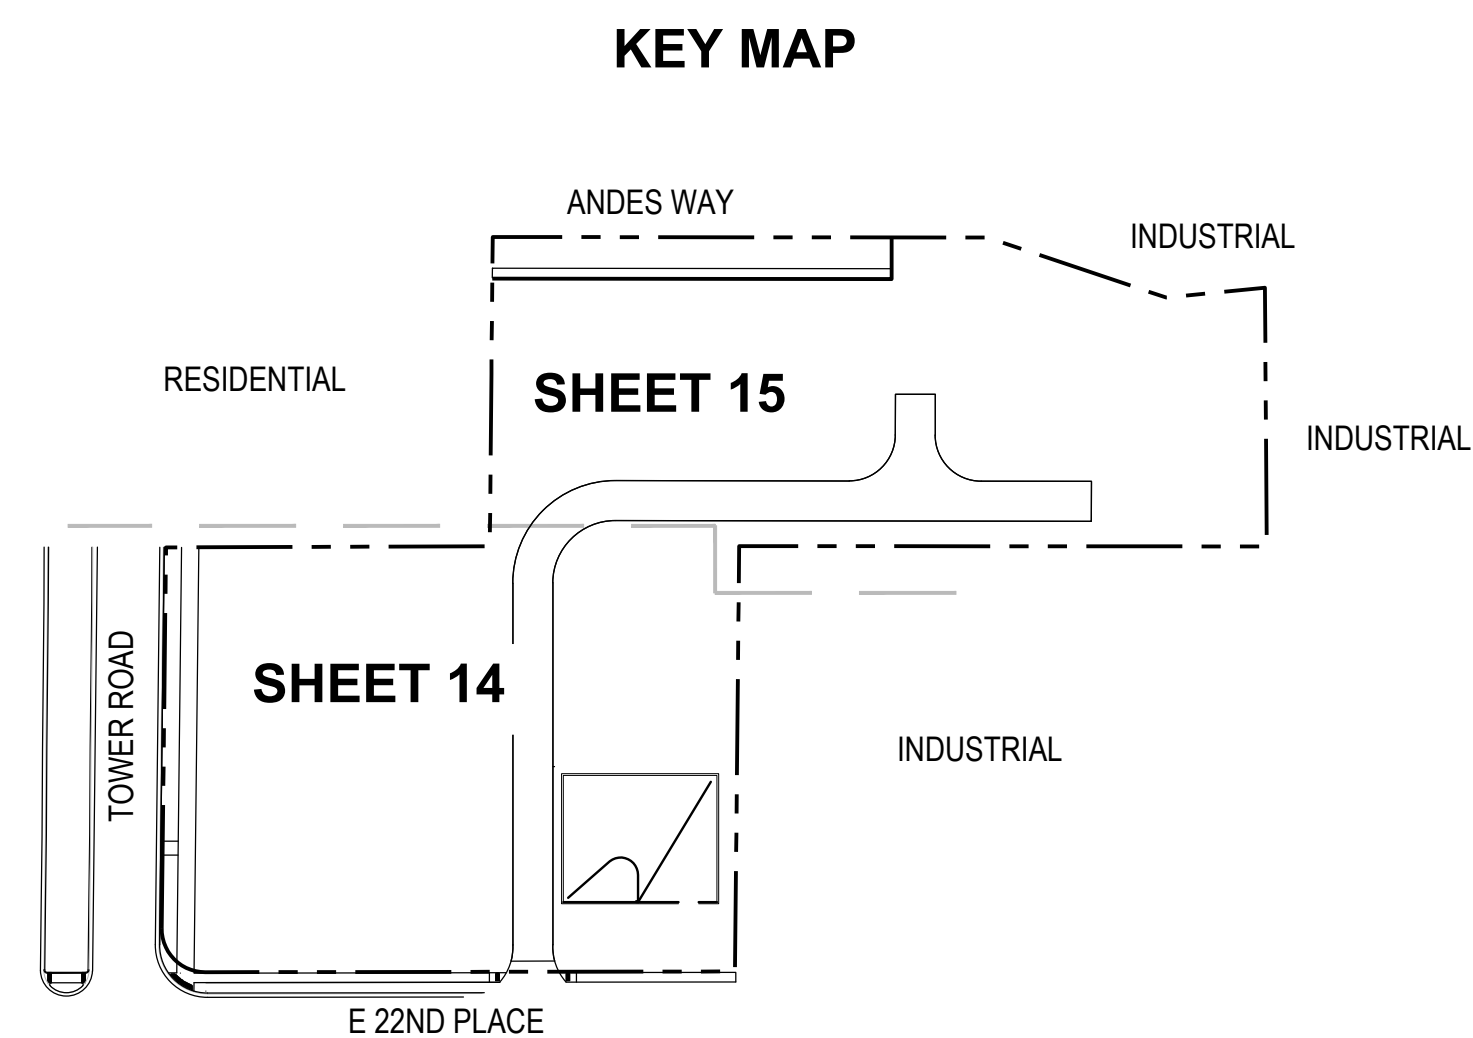 KEY MAP
ANDES WAY
INDUSTRIAL
RESIDENTIAL
SHEET 15
INDUSTRIAL
TOWER ROAD
SHEET 14
INDUSTRIAL
E 22ND PLACE